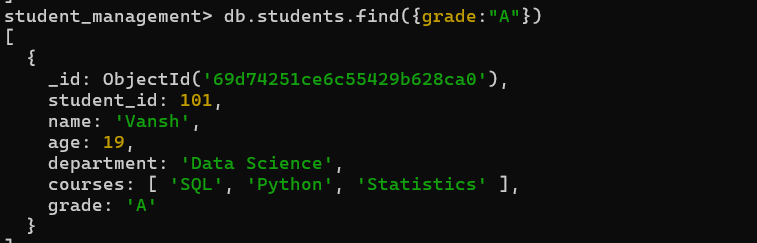 student_management> db.students.find({grade:"A"})
[
  {
    _id: ObjectId('69d74251ce6c55429b628ca0'),
    student_id: 101,
    name: 'Vansh',
    age: 19,
    department: 'Data Science',
    courses: [ 'SQL', 'Python', 'Statistics' ],
    grade: 'A'
  }
]